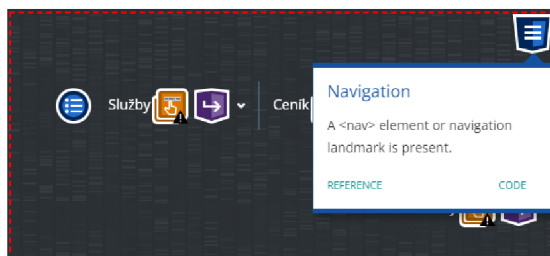 Služby
Ceník
Navigation
A <nav> element or navigation
landmark is present.
REFERENCE
CODE